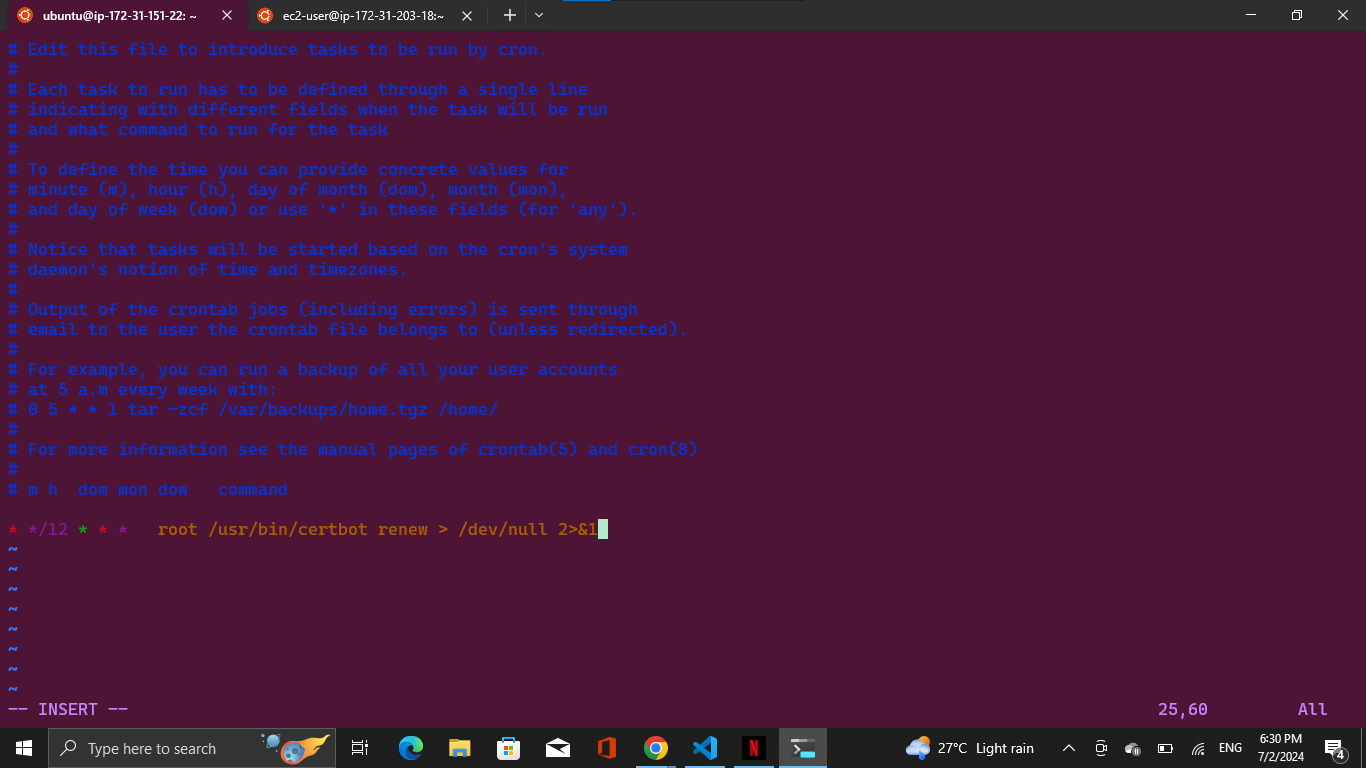 ubuntu@ip-172-31-151-22: ~
ec2-user@ip-172-31-203-18:~
# Edit this file to introduce tasks to be run by cron.
#
# Each task to run has to be defined through a single line
# indicating with different fields when the task will be run
# and what command to run for the task
#
# To define the time you can provide concrete values for
# minute (m), hour (h), day of month (dom), month (mon),
# and day of week (dow) or use '*' in these fields (for 'any').
#
# Notice that tasks will be started based on the cron's system
# daemon's notion of time and timezones.
#
# Output of the crontab jobs (including errors) is sent through
# email to the user the crontab file belongs to (unless redirected).
#
# For example, you can run a backup of all your user accounts
# at 5 a.m every week with:
# 0 5 * * 1 tar -zcf /var/backups/home.tgz /home/
#
# For more information see the manual pages of crontab(5) and cron(8)
#
# m h  dom mon dow   command
* */12 * * *   root /usr/bin/certbot renew > /dev/null 2>&1
~
~
~
~
~
~
~
~
-- INSERT --
25,60
All
Type here to search
N
27°C Light rain
ENG
6:30 PM
7/2/2024
4